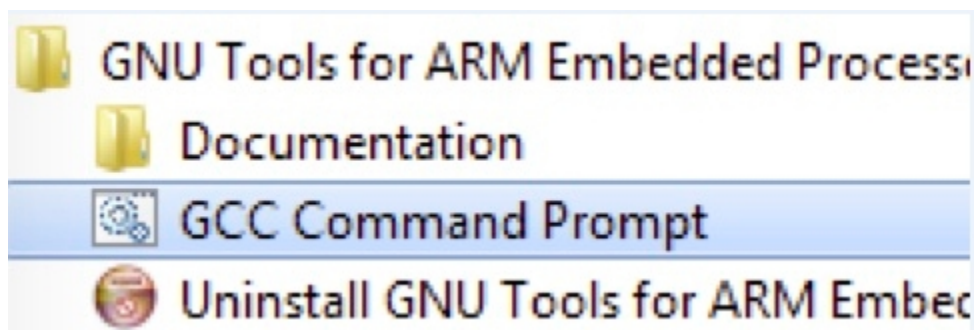 GNU Tools for ARM Embedded
Documentation
GCC Command Prompt
Uninstall GNU Tools for ARM